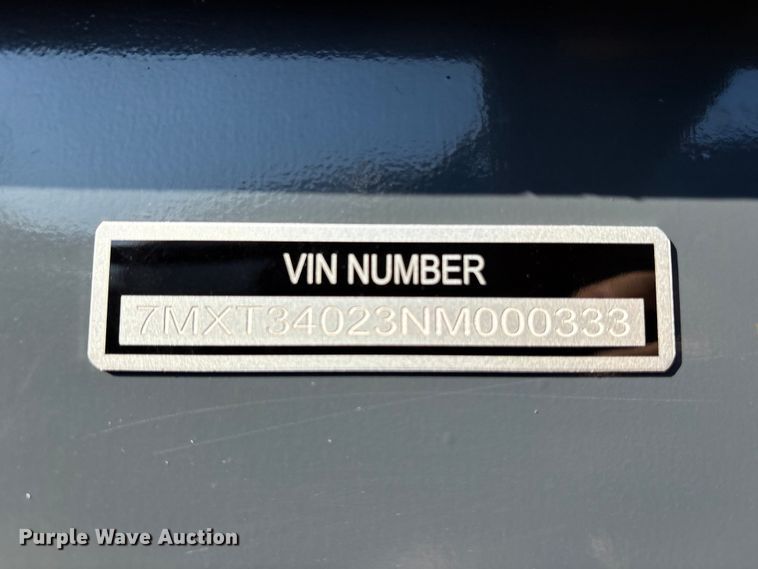 VIN NUMBER
7MXT34023NM000333
Purple Wave Auction